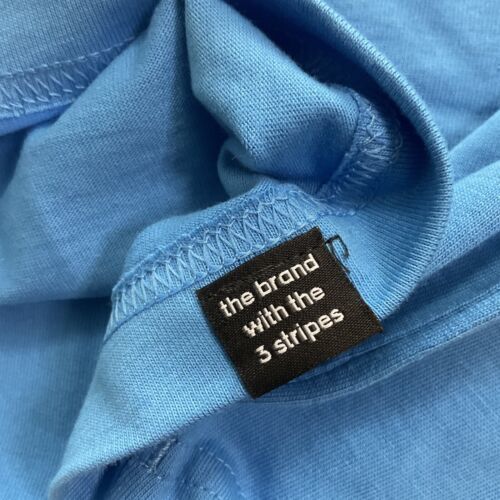 the brand
with the
3 stripes